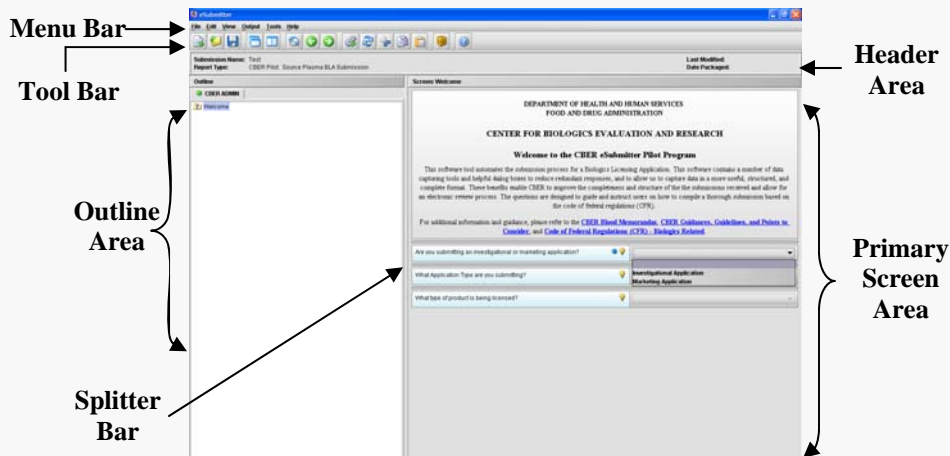 eSubmitter
File Edit View Output Tools Help
Menu Bar
Tool Bar
Submission Name: Test
Report Type: CBER Pilot: Source Plasma BLA Submission
Last Modified:
Date Packaged:
Header
Area
Outline
CBER ADMIN
Welcome
Screen: Welcome
DEPARTMENT OF HEALTH AND HUMAN SERVICES
FOOD AND DRUG ADMINISTRATION
CENTER FOR BIOLOGICS EVALUATION AND RESEARCH
Welcome to the CBER eSubmitter Pilot Program
This software tool automates the submission process for a Biologics Licensing Application. This software contains a number of data
capturing tools and helpful dialog boxes to reduce redundant responses, and to allow us to capture data in a more useful, structured, and
complete format. These benefits enable CBER to improve the completeness and structure of the the submissions received and allow for
an electronic review process. The questions are designed to guide and instruct users on how to compile a thorough submission based on
the code of federal regulations (CFR).
For additional information and guidance, please refer to the CBER Blood Memorandas, CBER Guidances, Guidelines, and Points to
Consider, and Code of Federal Regulations (CFR) - Biologics Related.
Outline
Area
Are you submitting an investigational or marketing application?
What Application Type are you submitting?
Investigational Application
Marketing Application
What type of product is being licensed?
Primary
Screen
Area
Splitter
Bar